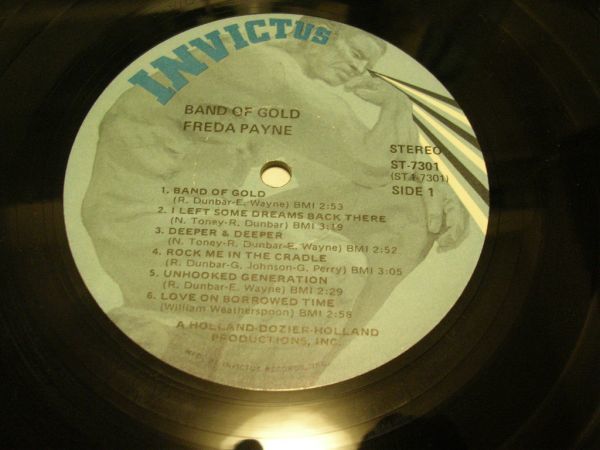 INVICTUS
BAND OF GOLD
FREDA PAYNE
STEREO
ST-7301
(ST-1-7301)
SIDE 1
1. BAND OF GOLD
(R. Dunbar-E. Wayne) BMI 2:53
2. I LEFT SOME DREAMS BACK THERE
(N. Toney-R. Dunbar) BMI 3:19
3. DEEPER & DEEPER
(N. Toney-R. Dunbar-E. Wayne) BMI 2:52
4. ROCK ME IN THE CRADLE
(R. Dunbar-G. Johnson-G. Perry) BMI 3:05
5. UNHOOKED GENERATION
(R. Dunbar-E. Wayne) BMI 2:29
6. LOVE ON BORROWED TIME
(William Weatherspoon) BMI 2:58
A HOLLAND-DOZIER-HOLLAND
PRODUCTIONS, INC.
INVICTUS RECORDS, INC.